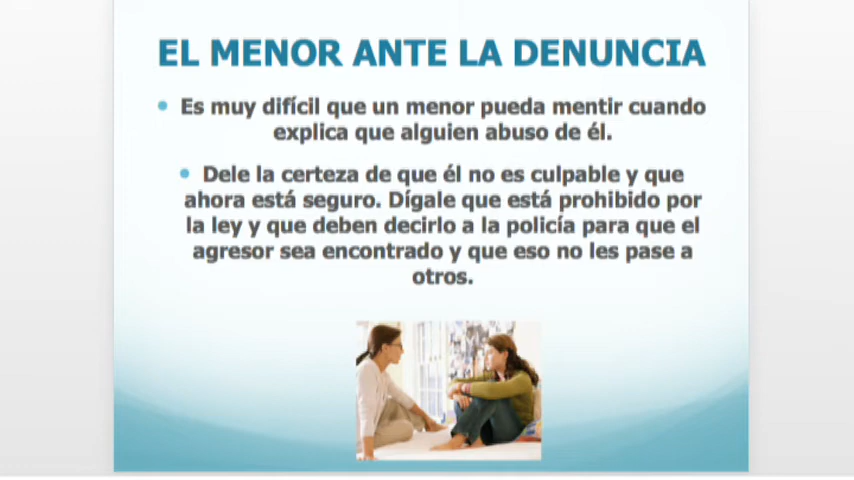 EL MENOR ANTE LA DENUNCIA
Es muy difícil que un menor pueda mentir cuando
explica que alguien abuso de él.
Dele la certeza de que él no es culpable y que
ahora está seguro. Dígale que está prohibido por
la ley y que deben decirlo a la policía para que el
agresor sea encontrado y que eso no les pase a
otros.